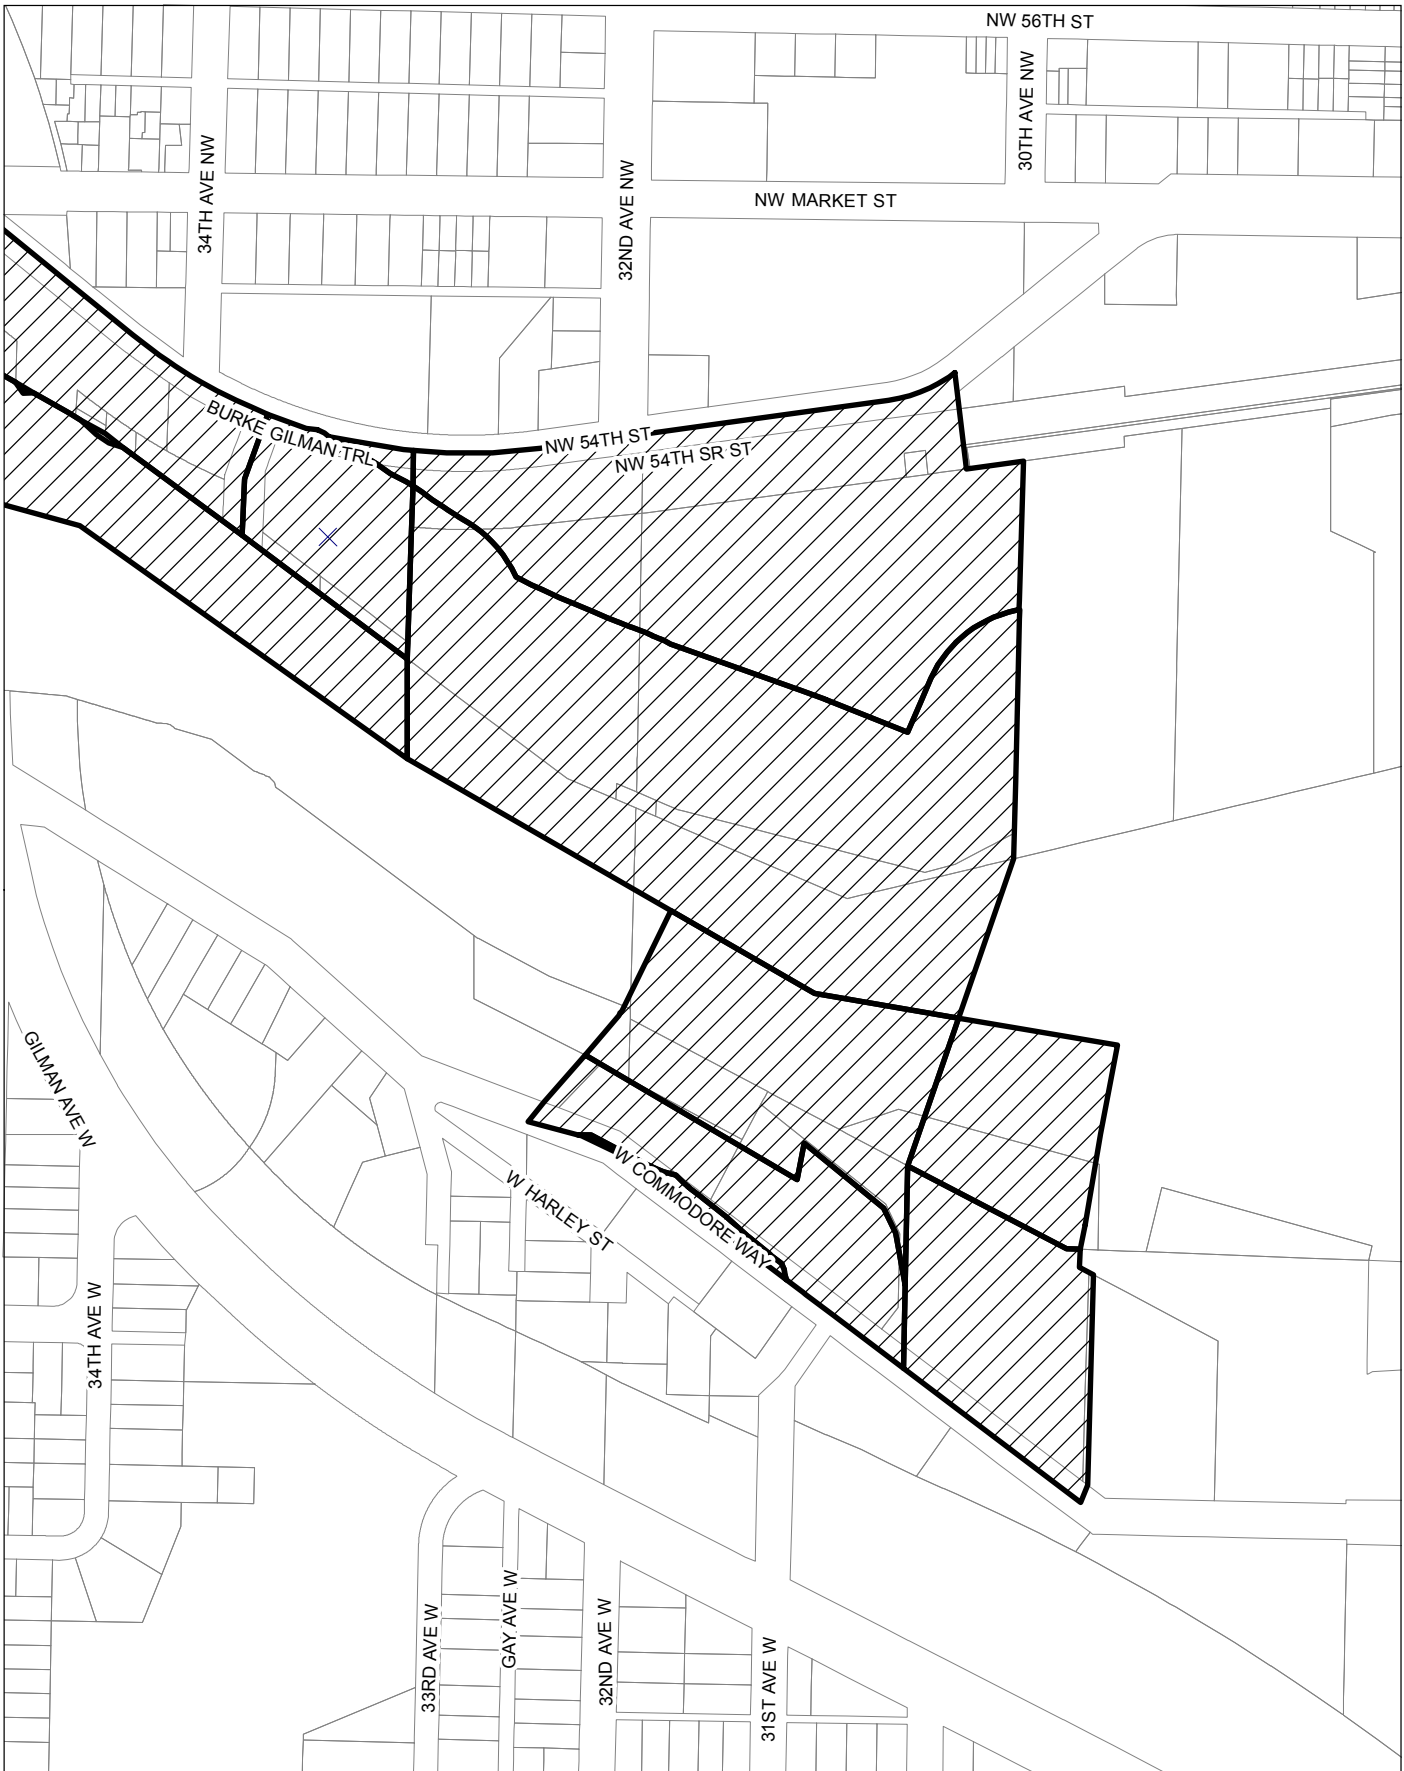 NW 56TH ST
30TH AVE NW
34TH AVE NW
32ND AVE NW
NW MARKET ST
BURKE GILMAN TRL
NW 54TH ST
NW 54TH SR ST
GILMAN AVE W
W HARLEY ST
W COMMODORE WAY
34TH AVE W
33RD AVE W
GAY AVE W
32ND AVE W
31ST AVE W